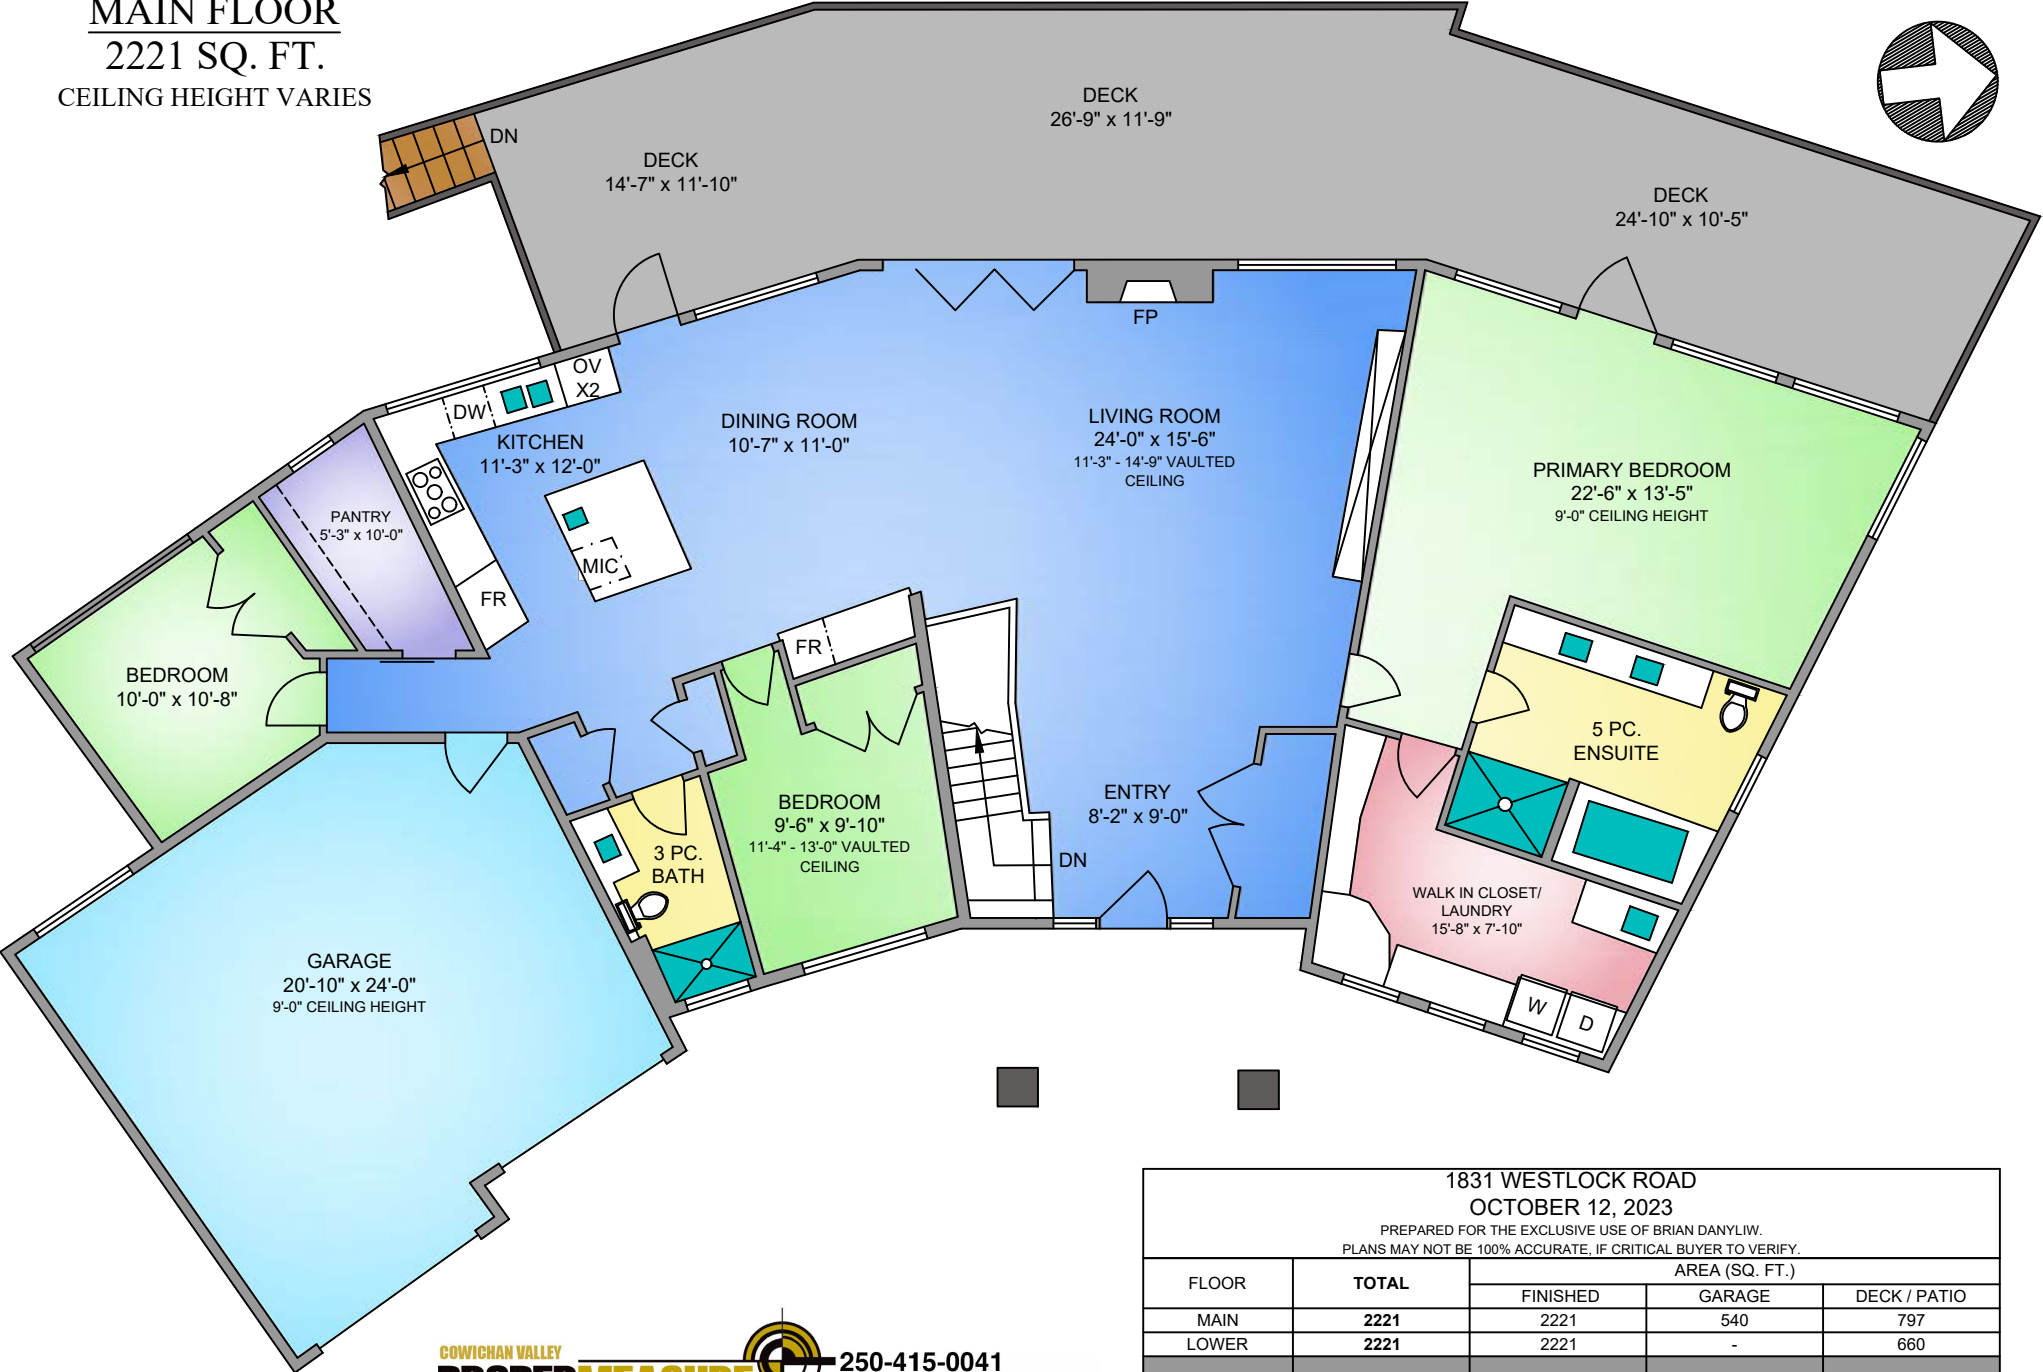 MAIN FLOOR
2221 SQ. FT.
CEILING HEIGHT VARIES
DECK
26'-9" x 11'-9"
DN
DECK
14'-7" x 11'-10"
DECK
24'-10" x 10'-5"
FP
OV
X2
DW
KITCHEN
11'-3" x 12'-0"
DINING ROOM
10'-7" x 11'-0"
LIVING ROOM
24'-0" x 15'-6"
11'-3" - 14'-9" VAULTED
CEILING
PRIMARY BEDROOM
22'-6" x 13'-5"
9'-0" CEILING HEIGHT
PANTRY
5'-3" x 10'-0"
MIC
FR
FR
BEDROOM
10'-0" x 10'-8"
5 PC.
ENSUITE
BEDROOM
9'-6" x 9'-10"
11'-4" - 13'-0" VAULTED
CEILING
ENTRY
8'-2" x 9'-0"
3 PC.
BATH
DN
WALK IN CLOSET/
LAUNDRY
15'-8" x 7'-10"
GARAGE
20'-10" x 24'-0"
9'-0" CEILING HEIGHT
W
D
1831 WESTLOCK ROAD
OCTOBER 12, 2023
PREPARED FOR THE EXCLUSIVE USE OF BRIAN DANYLIW.
PLANS MAY NOT BE 100% ACCURATE, IF CRITICAL BUYER TO VERIFY.
FLOOR TOTAL AREA (SQ. FT.)
FINISHED GARAGE DECK / PATIO
MAIN 2221 2221 540 797
LOWER 2221 2221 - 660
COWICHAN VALLEY
PROPERMEASURE
250-415-0041